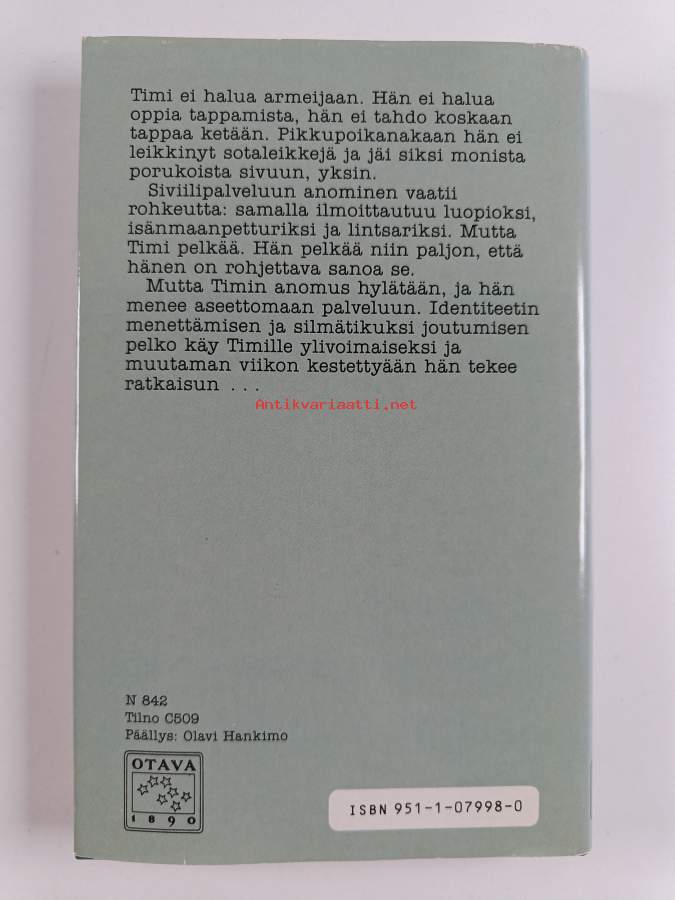 Timi ei halua armeijaan. Hän ei halua
oppia tappamista, hän ei tahdo koskaan
tappaa ketään. Pikkupoikanakaan hän ei
leikkinyt sotaleikkejä ja jäi siksi monista
porukoista sivuun, yksin.
Siviilipalveluun anominen vaatii
rohkeutta: samalla ilmoittautuu luopioksi,
isänmaanpetturiksi ja lintsariksi. Mutta
Timi pelkää. Hän pelkää niin paljon, että
hänen on rohjettava sanoa se.
Mutta Timin anomus hylätään, ja hän
menee aseettomaan palveluun. Identiteetin
menettämisen ja silmätikuksi joutumisen
pelko käy Timille ylivoimaiseksi ja
muutaman viikon kestettyään hän tekee
ratkaisun . . .
Antikvariaatti.net
N 842
Tilno C509
Päällys: Olavi Hankimo
OTAVA
1890
ISBN 951-1-07998-0